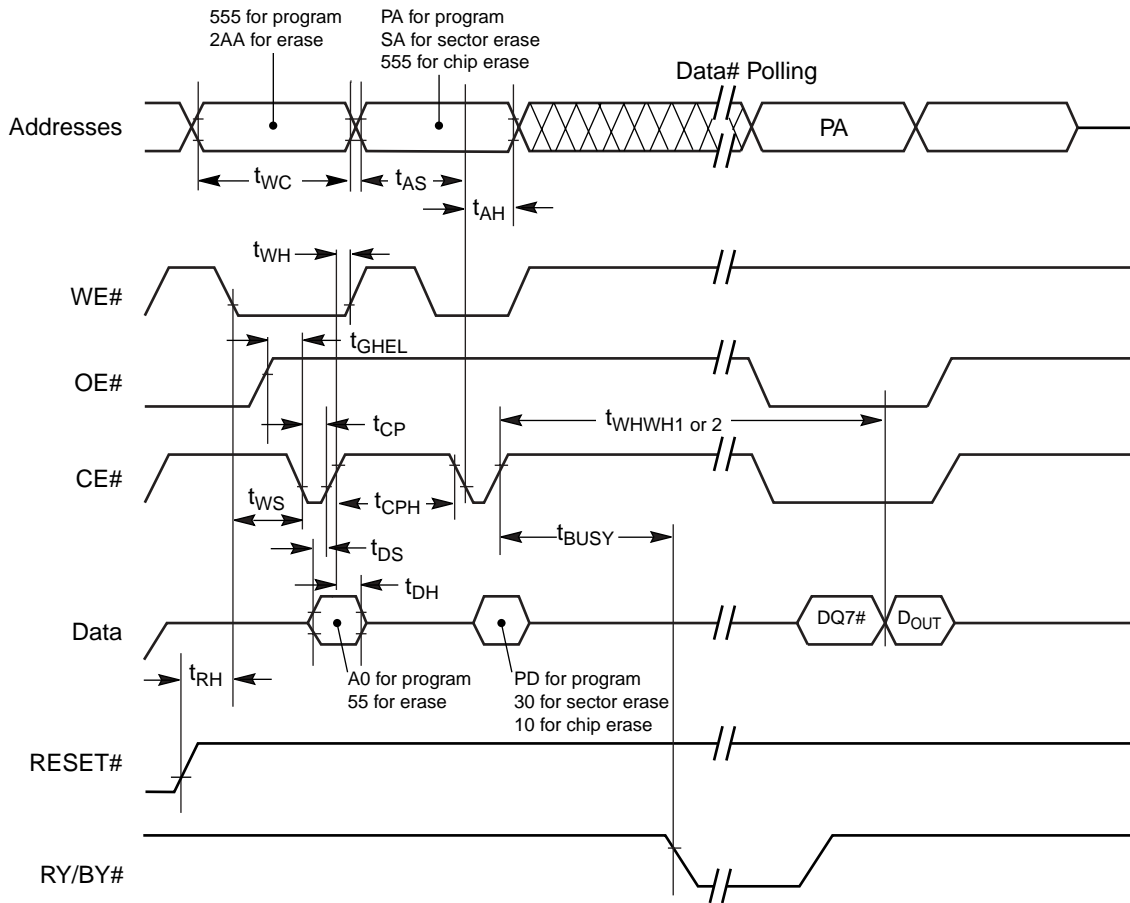 555 for program
2AA for erase
PA for program
SA for sector erase
555 for chip erase
Data# Polling
Addresses
PA
tWC
tAS
tAH
tWH
WE#
tGHEL
OE#
tWHWH1 or 2
tCP
CE#
tWS
tCPH
tBUSY
tDS
tDH
Data
DQ7#
DOUT
tRH
A0 for program
55 for erase
PD for program
30 for sector erase
10 for chip erase
RESET#
RY/BY#